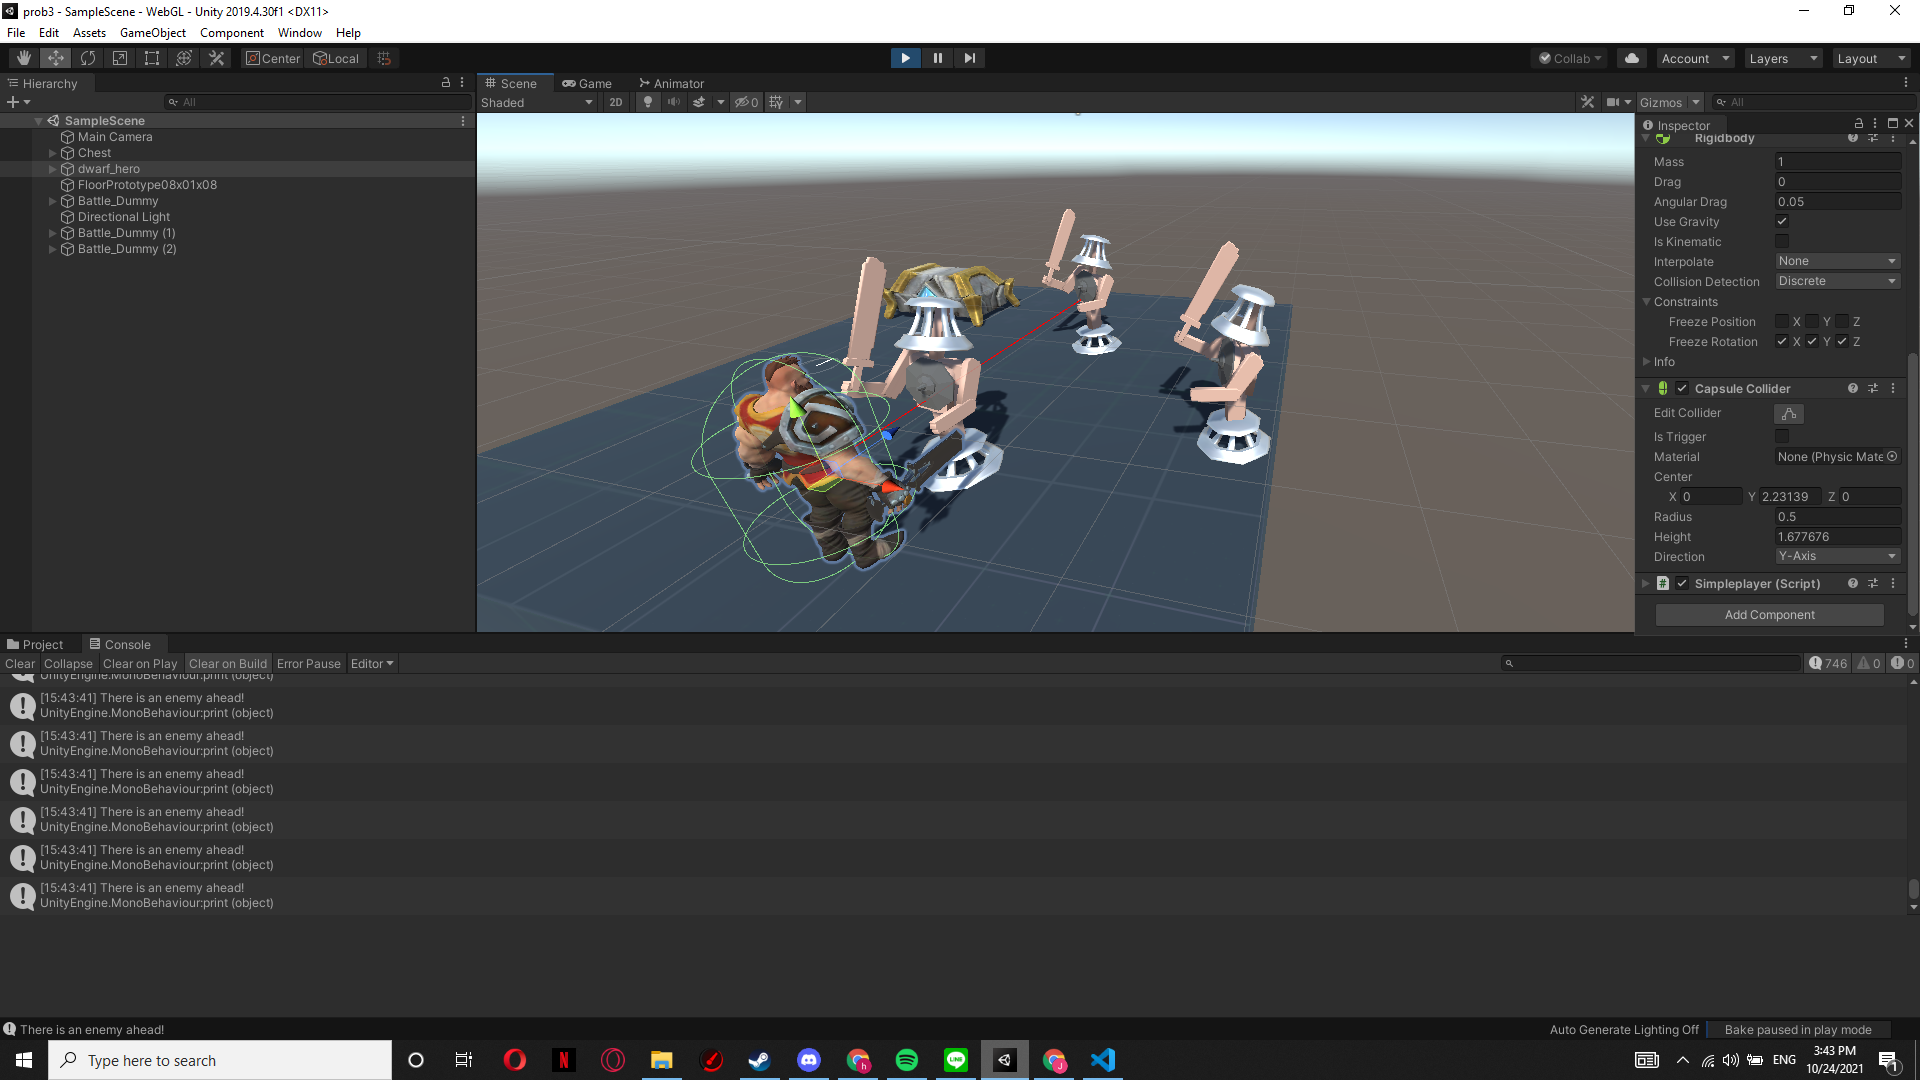 prob3 - SampleScene - WebGL - Unity 2019.4.30f1 <DX11>
File Edit Assets GameObject Component Window Help
Center Local Collab Account Layers Layout
Hierarchy
All
SampleScene
Main Camera
Chest
dwarf_hero
FloorPrototype08x01x08
Battle_Dummy
Directional Light
Battle_Dummy (1)
Battle_Dummy (2)
Scene Game Animator
Shaded 2D 0 Gizmos All
Inspector
Rigidbody
Mass 1
Drag 0
Angular Drag 0.05
Use Gravity
Is Kinematic
Interpolate None
Collision Detection Discrete
Constraints
Freeze Position X Y Z
Freeze Rotation X Y Z
Info
Capsule Collider
Edit Collider
Is Trigger
Material None (Physic Mate
Center
X 0 Y 2.23139 Z 0
Radius 0.5
Height 1.677676
Direction Y-Axis
# Simpleplayer (Script)
Add Component
Project Console
Clear Collapse Clear on Play Clear on Build Error Pause Editor 746 0 0
UnityEngine.MonoBehaviour:print (object)
[15:43:41] There is an enemy ahead!
UnityEngine.MonoBehaviour:print (object)
[15:43:41] There is an enemy ahead!
UnityEngine.MonoBehaviour:print (object)
[15:43:41] There is an enemy ahead!
UnityEngine.MonoBehaviour:print (object)
[15:43:41] There is an enemy ahead!
UnityEngine.MonoBehaviour:print (object)
[15:43:41] There is an enemy ahead!
UnityEngine.MonoBehaviour:print (object)
[15:43:41] There is an enemy ahead!
UnityEngine.MonoBehaviour:print (object)
There is an enemy ahead! Auto Generate Lighting Off Bake paused in play mode
Type here to search
N
LINE
ENG
3:43 PM
10/24/2021
1